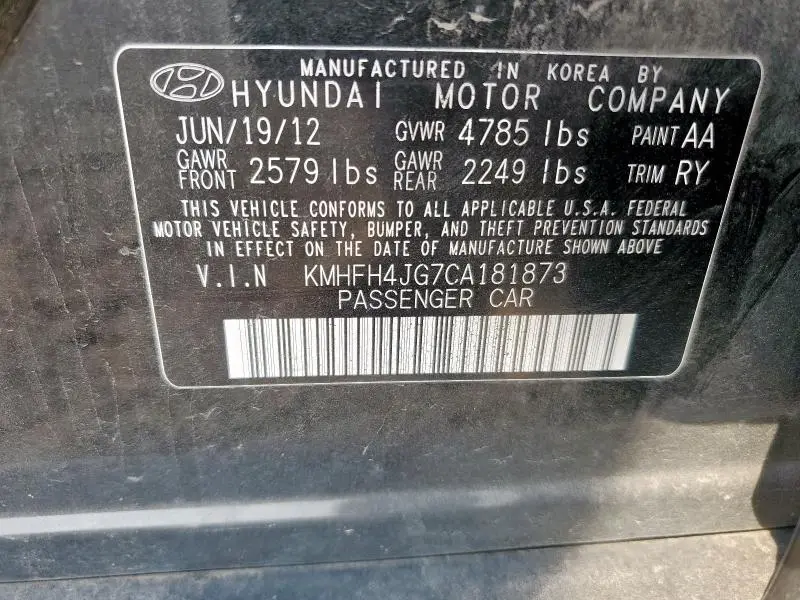 MANUFACTURED IN KOREA BY
HYUNDAI MOTOR COMPANY
JUN/19/12 GVWR 4785 lbs PAINT AA
GAWR FRONT 2579 lbs GAWR REAR 2249 lbs TRIM RY
THIS VEHICLE CONFORMS TO ALL APPLICABLE U.S.A. FEDERAL
MOTOR VEHICLE SAFETY, BUMPER, AND THEFT PREVENTION STANDARDS
IN EFFECT ON THE DATE OF MANUFACTURE SHOWN ABOVE
V.I.N KMHFH4JG7CA181873
PASSENGER CAR